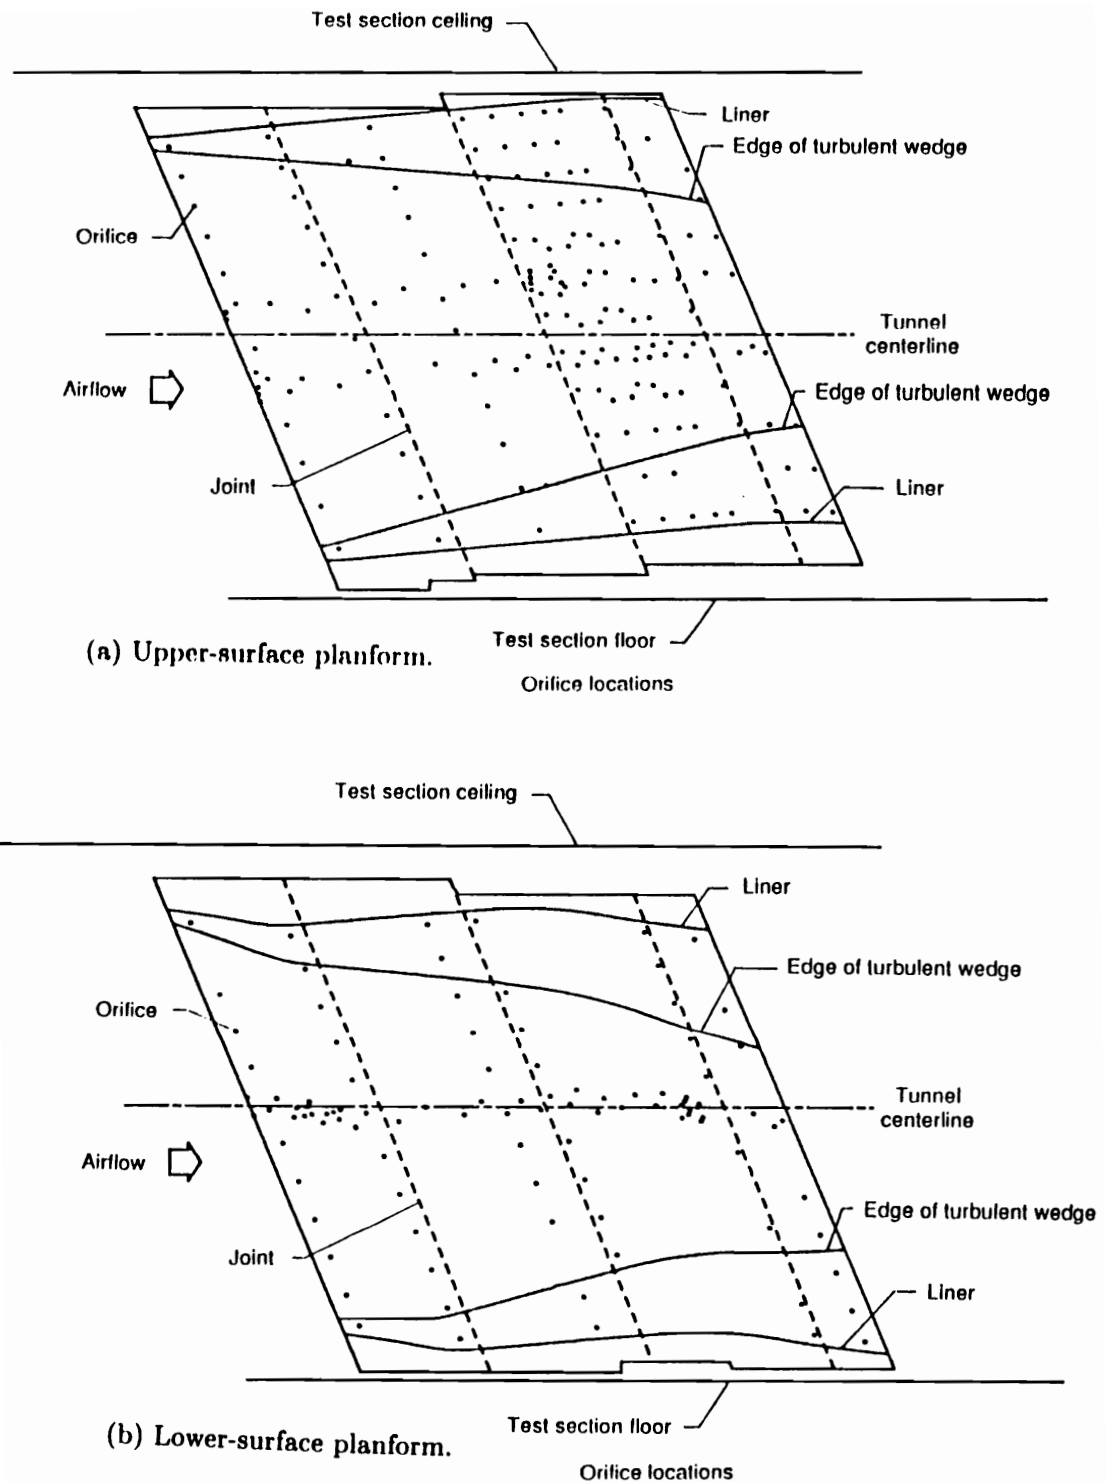 Test section ceiling
Liner
Edge of turbulent wedge
Orifice
Tunnel
centerline
Airflow
Edge of turbulent wedge
Joint
Liner
Test section floor
(a) Upper-surface planform.
Orifice locations
Test section ceiling
Liner
Edge of turbulent wedge
Orifice
Tunnel
centerline
Airflow
Edge of turbulent wedge
Joint
Liner
Test section floor
(b) Lower-surface planform.
Orifice locations